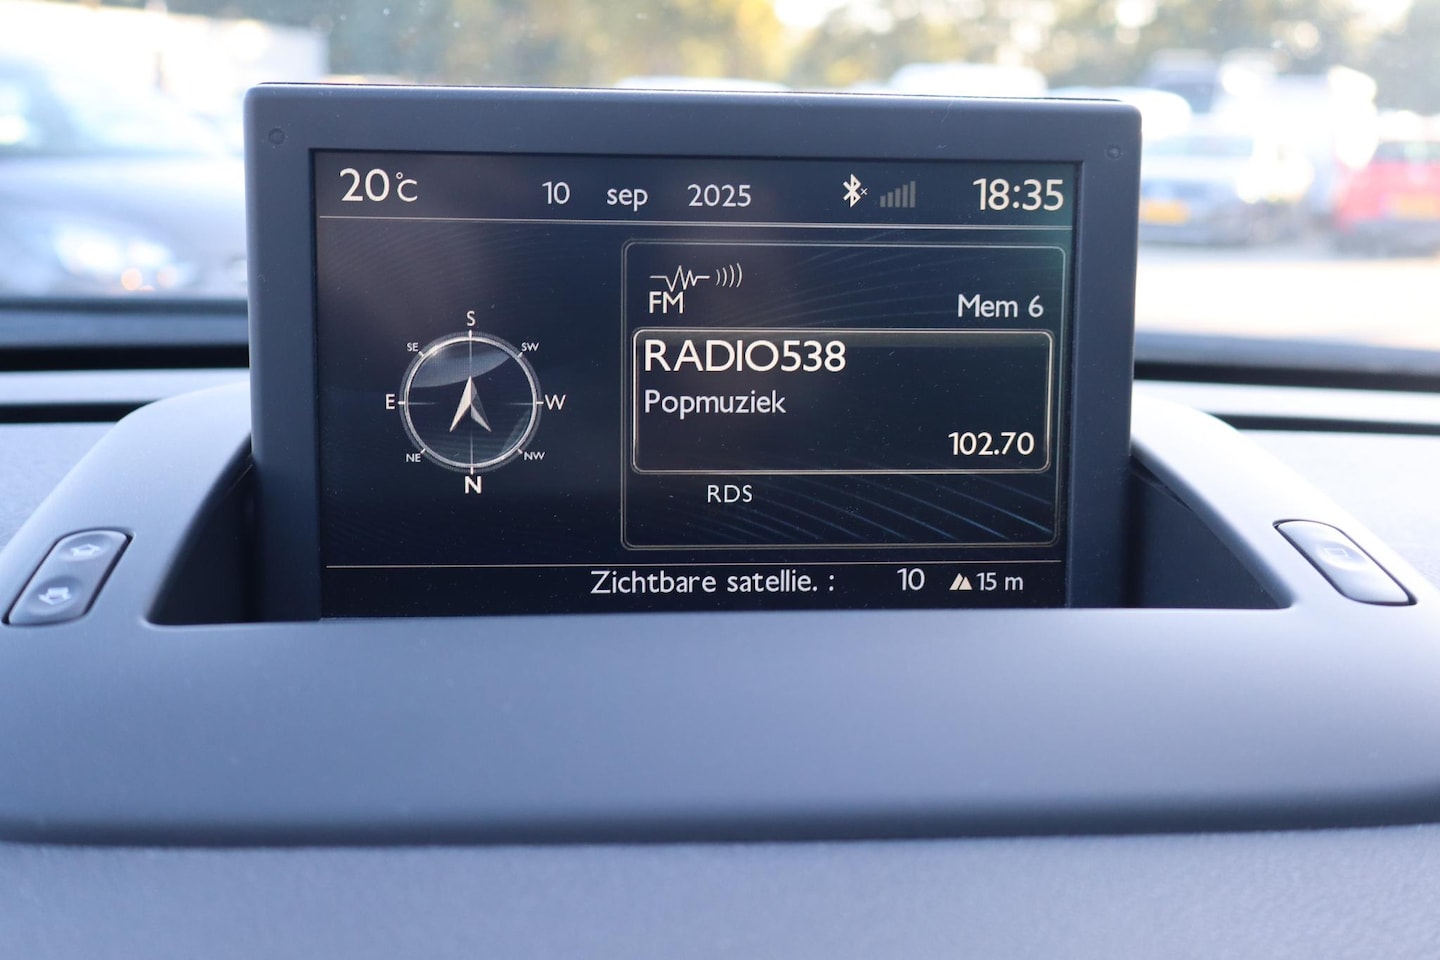 20°C 10 sep 2025 18:35
FM Mem 6
RADIO538
Popmuziek
102.70
RDS
S
SE SW
E W
NE NW
N
Zichtbare satellie. : 10 15 m